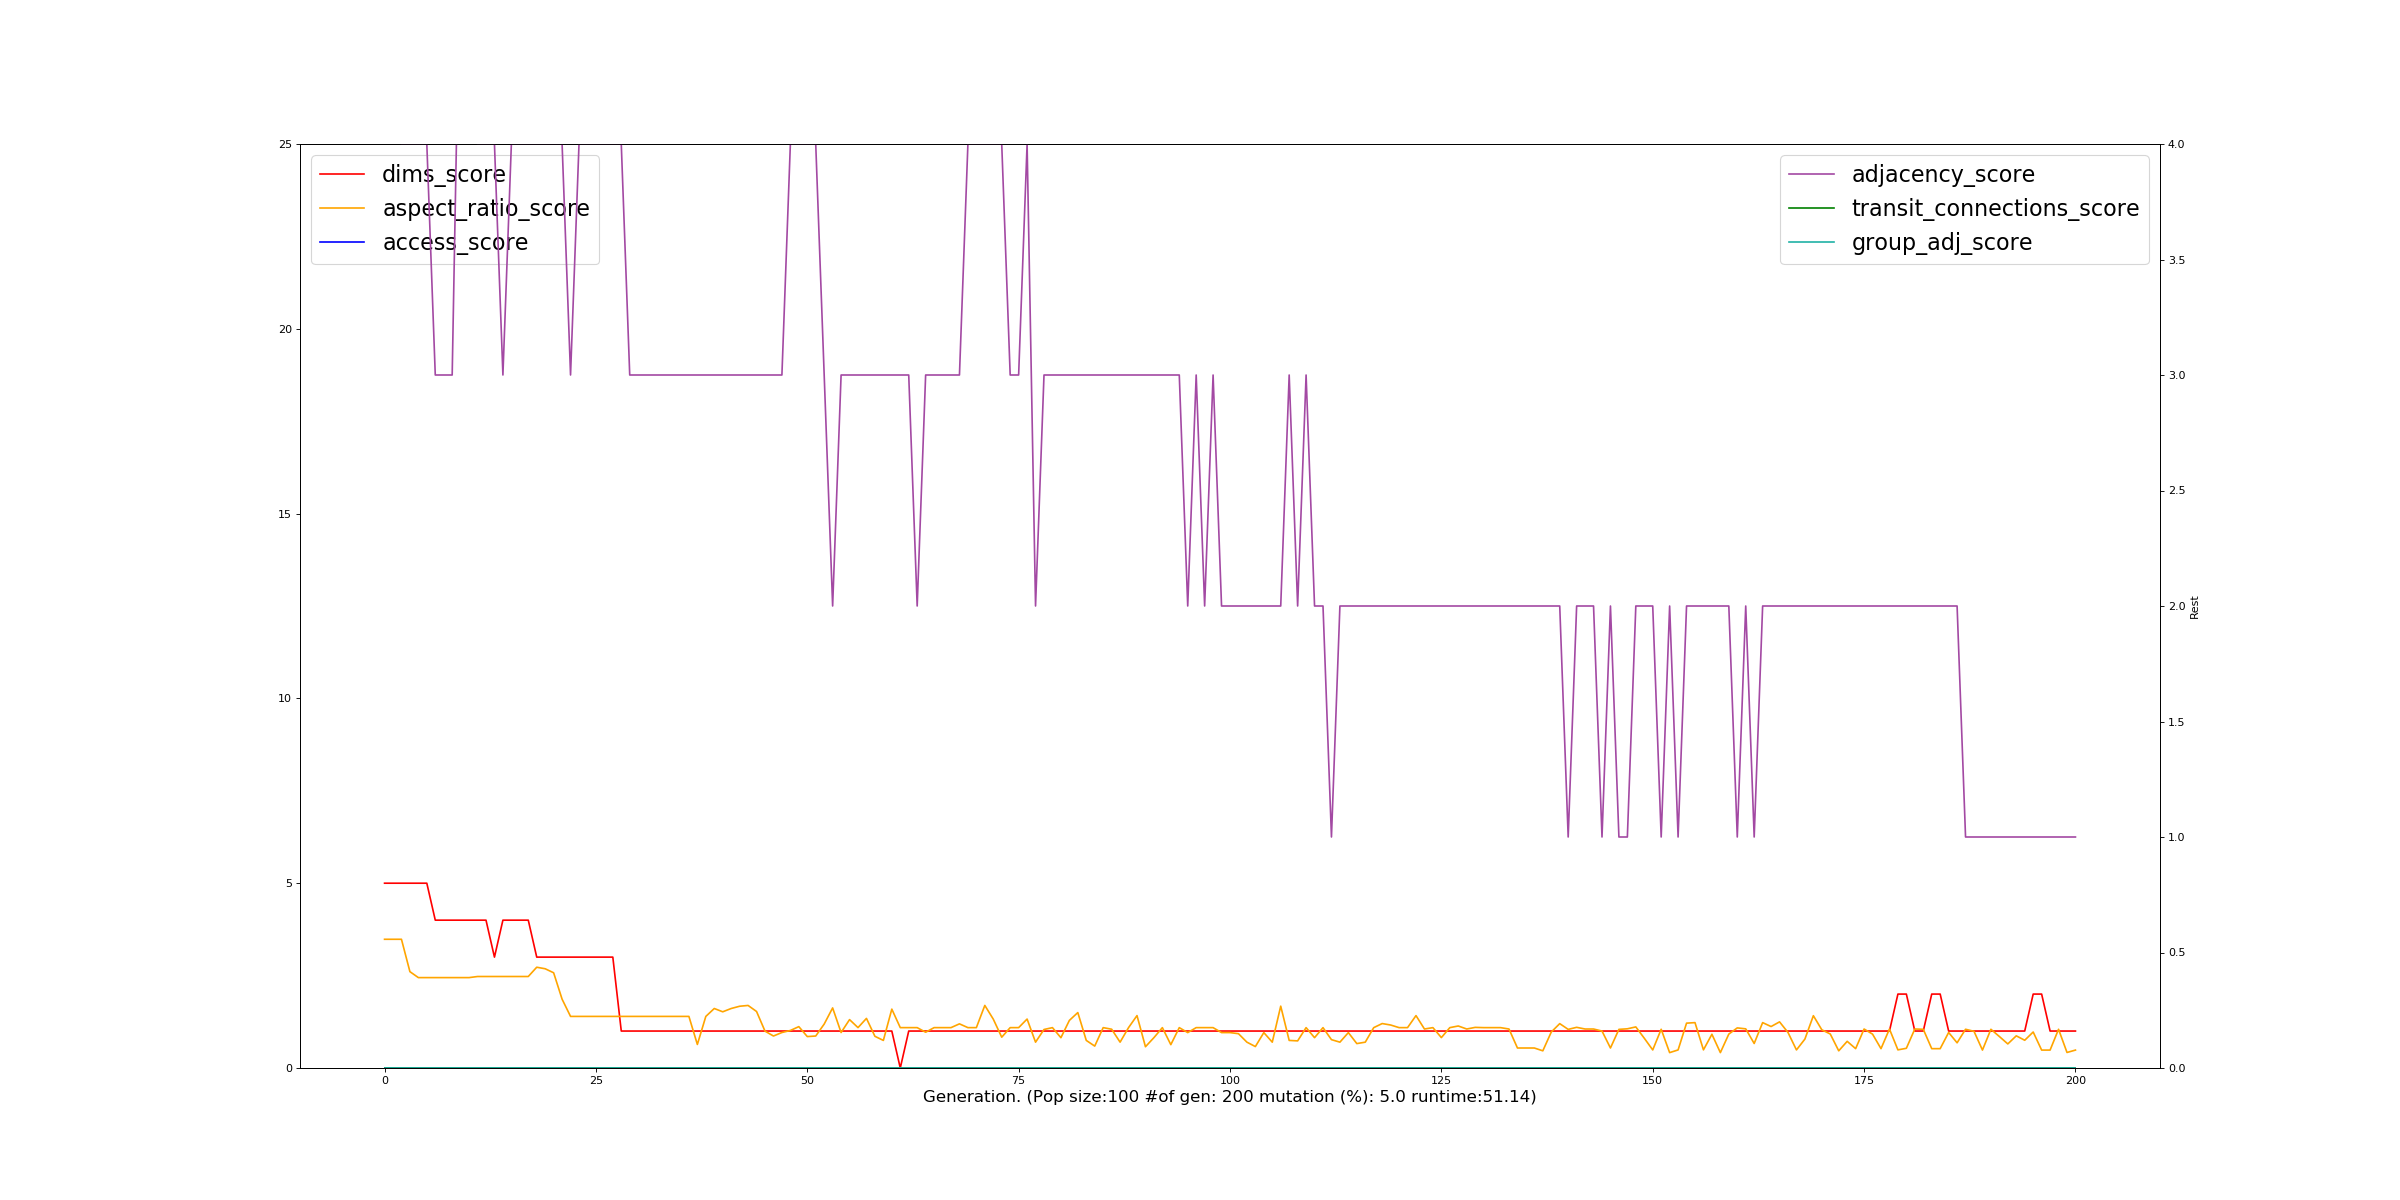 dims_score
aspect_ratio_score
access_score
adjacency_score
transit_connections_score
group_adj_score
25
20
15
10
5
0
4.0
3.5
3.0
2.5
2.0
1.5
1.0
0.5
0.0
Rest
0 25 50 75 100 125 150 175 200
Generation. (Pop size:100 #of gen: 200 mutation (%): 5.0 runtime:51.14)